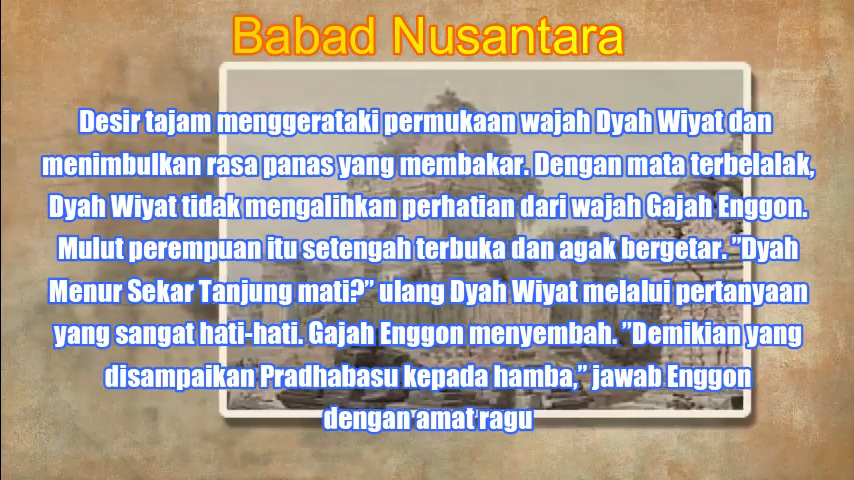 Babad Nusantara
Desir tajam menggerataki permukaan wajah Dyah Wiyat dan
menimbulkan rasa panas yang membakar. Dengan mata terbelalak,
Dyah Wiyat tidak mengalihkan perhatian dari wajah Gajah Enggon.
Mulut perempuan itu setengah terbuka dan agak bergetar. ”Dyah
Menur Sekar Tanjung mati?” ulang Dyah Wiyat melalui pertanyaan
yang sangat hati-hati. Gajah Enggon menyembah. ”Demikian yang
disampaikan Pradhabasu kepada hamba,” jawab Enggon
dengan amat ragu